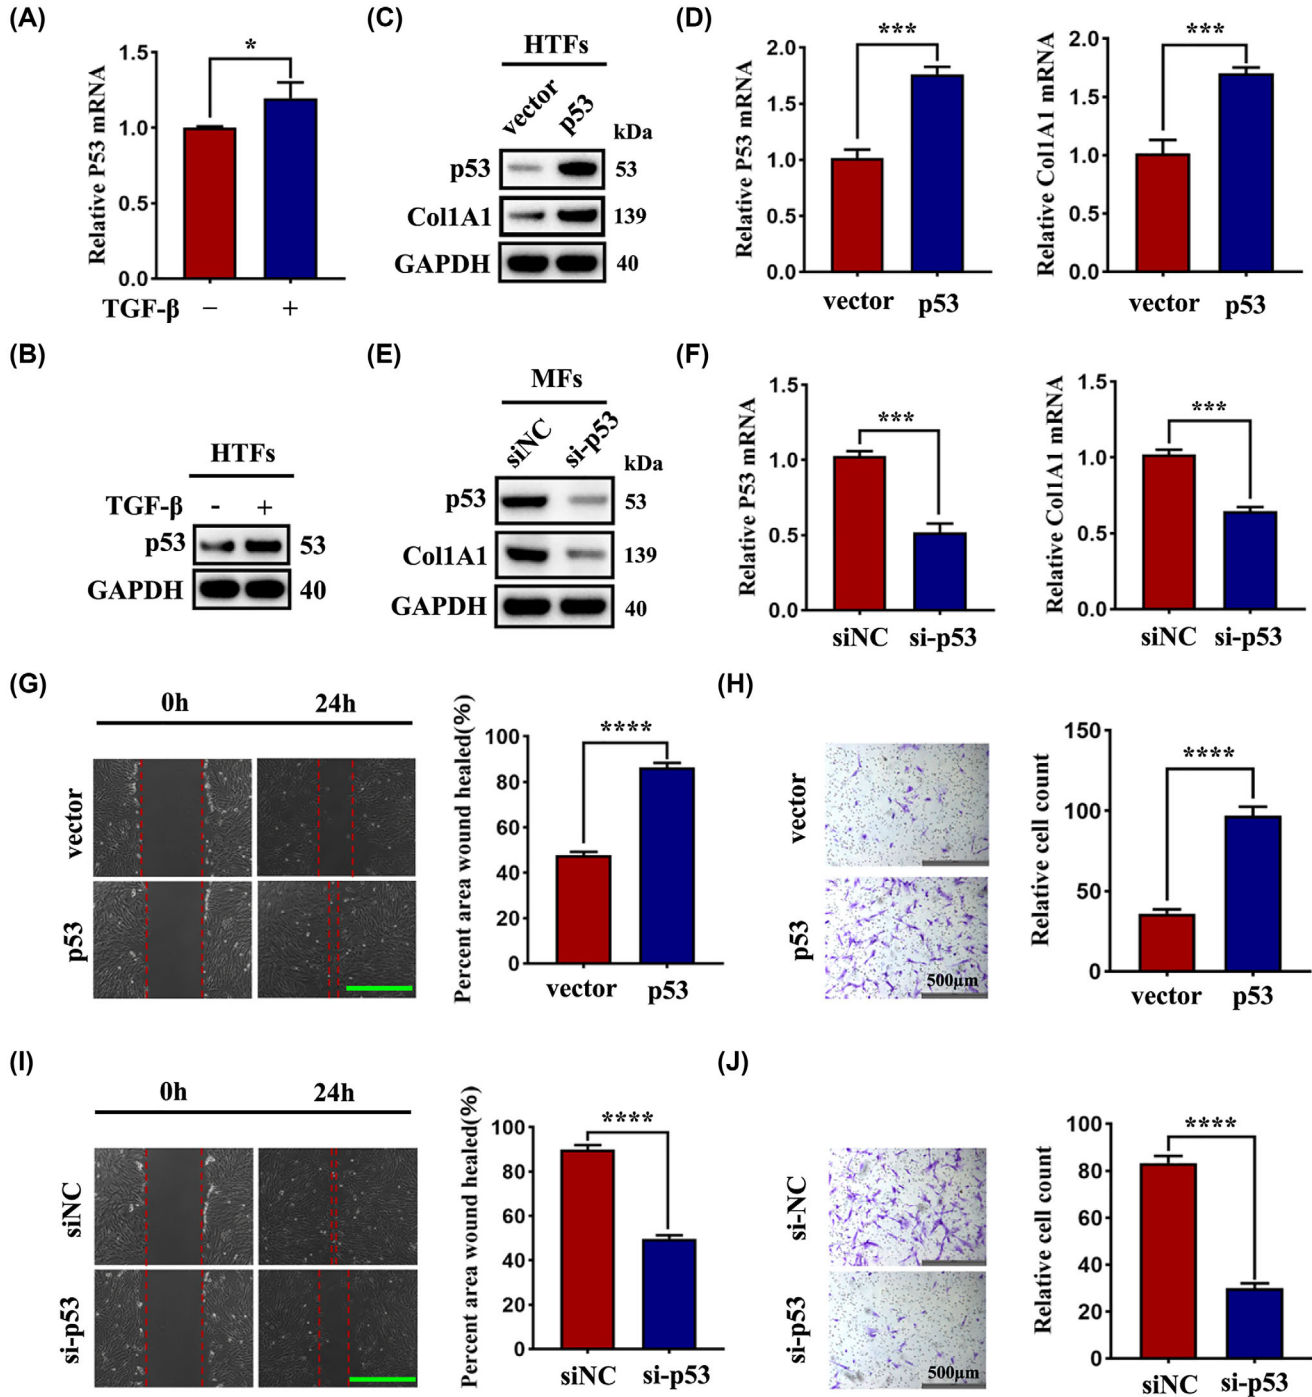 (A)
*
Relative P53 mRNA
1.5
1.0
0.5
0.0
TGF-β − +
(B)
HTFs
TGF-β - +
p53 53
GAPDH 40
(C)
HTFs
vector p53
kDa
p53 53
Col1A1 139
GAPDH 40
(D)
***
Relative P53 mRNA
2.0
1.5
1.0
0.5
0.0
vector p53
***
Relative Col1A1 mRNA
2.0
1.5
1.0
0.5
0.0
vector p53
(E)
MFs
siNC si-p53
kDa
p53 53
Col1A1 139
GAPDH 40
(F)
***
Relative P53 mRNA
1.5
1.0
0.5
0.0
siNC si-p53
***
Relative Col1A1 mRNA
1.5
1.0
0.5
0.0
siNC si-p53
(G)
0h 24h
vector
p53
****
Percent area wound healed(%)
100
80
60
40
20
0
vector p53
(H)
vector
p53
500μm
****
Relative cell count
150
100
50
0
vector p53
(I)
0h 24h
siNC
si-p53
****
Percent area wound healed(%)
100
80
60
40
20
0
siNC si-p53
(J)
si-NC
si-p53
500μm
****
Relative cell count
100
80
60
40
20
0
siNC si-p53